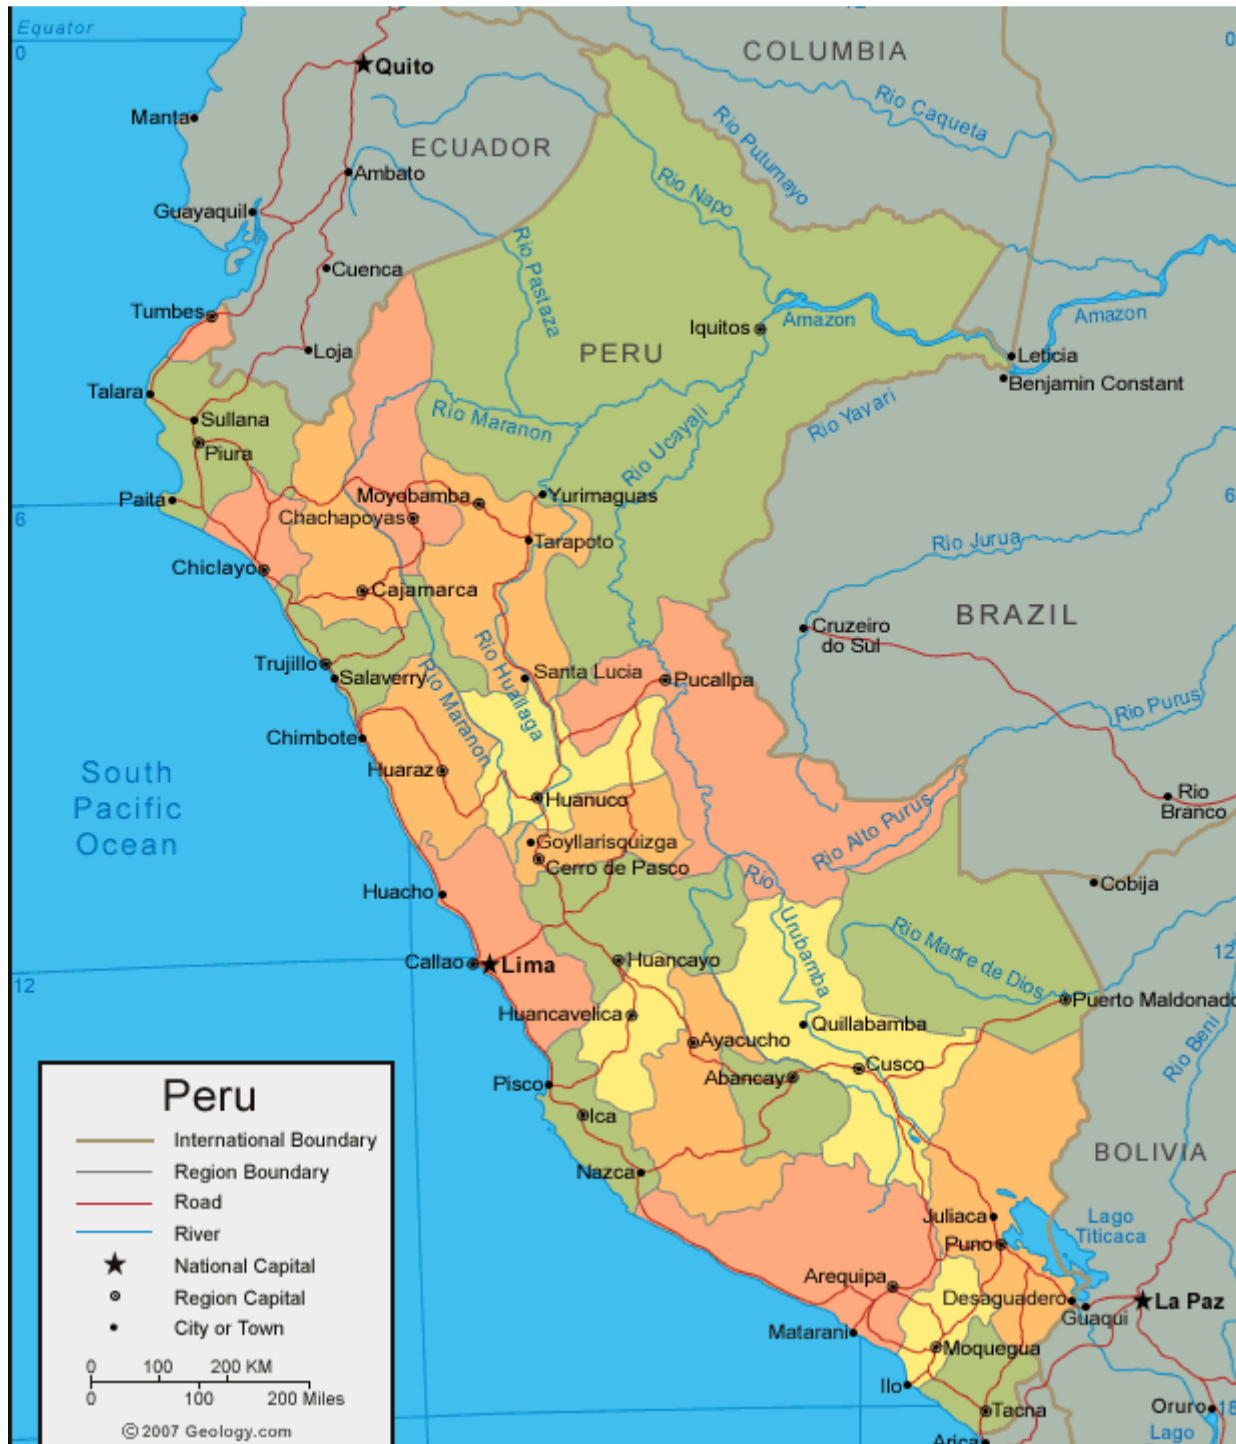 Equator
0
0
COLUMBIA
Quito
Rio Caqueta
Manta
Rio Putumayo
ECUADOR
Ambato
Rio Napo
Guayaquil
Rio Pastaza
Cuenca
Tumbes
Iquitos
Amazon
Amazon
PERU
Loja
Leticia
Benjamin Constant
Talara
Sullana
Rio Maranon
Rio Ucayali
Rio Yavari
Piura
Paita
6
6
Moyobamba
Yurimaguas
Chachapoyas
Tarapoto
Rio Jurua
Chiclayo
Cajamarca
BRAZIL
Cruzeiro
do Sul
Trujillo
Salaverry
Rio Maranon
Rio Huallaga
Santa Lucia
Pucallpa
Rio Purus
Chimbote
Huaraz
South
Pacific
Ocean
Huanuco
Rio
Branco
Goyllarisquizga
Cerro de Pasco
Rio Alto Purus
Rio
Urubamba
Huacho
Cobija
Callao
Lima
Huancayo
Rio Madre de Dios
12
12
Huancavelica
Quillabamba
Puerto Maldonado
Ayacucho
Rio Beni
Pisco
Abancay
Cusco
Ica
Nazca
BOLIVIA
Juliaca
Lago
Titicaca
Puno
Arequipa
Desaguadero
Guaqui
La Paz
Matarani
Moquegua
Ilo
Tacna
Oruro
18
Arica
Lago
Peru
International Boundary
Region Boundary
Road
River
National Capital
Region Capital
City or Town
0 100 200 KM
0 100 200 Miles
© 2007 Geology.com